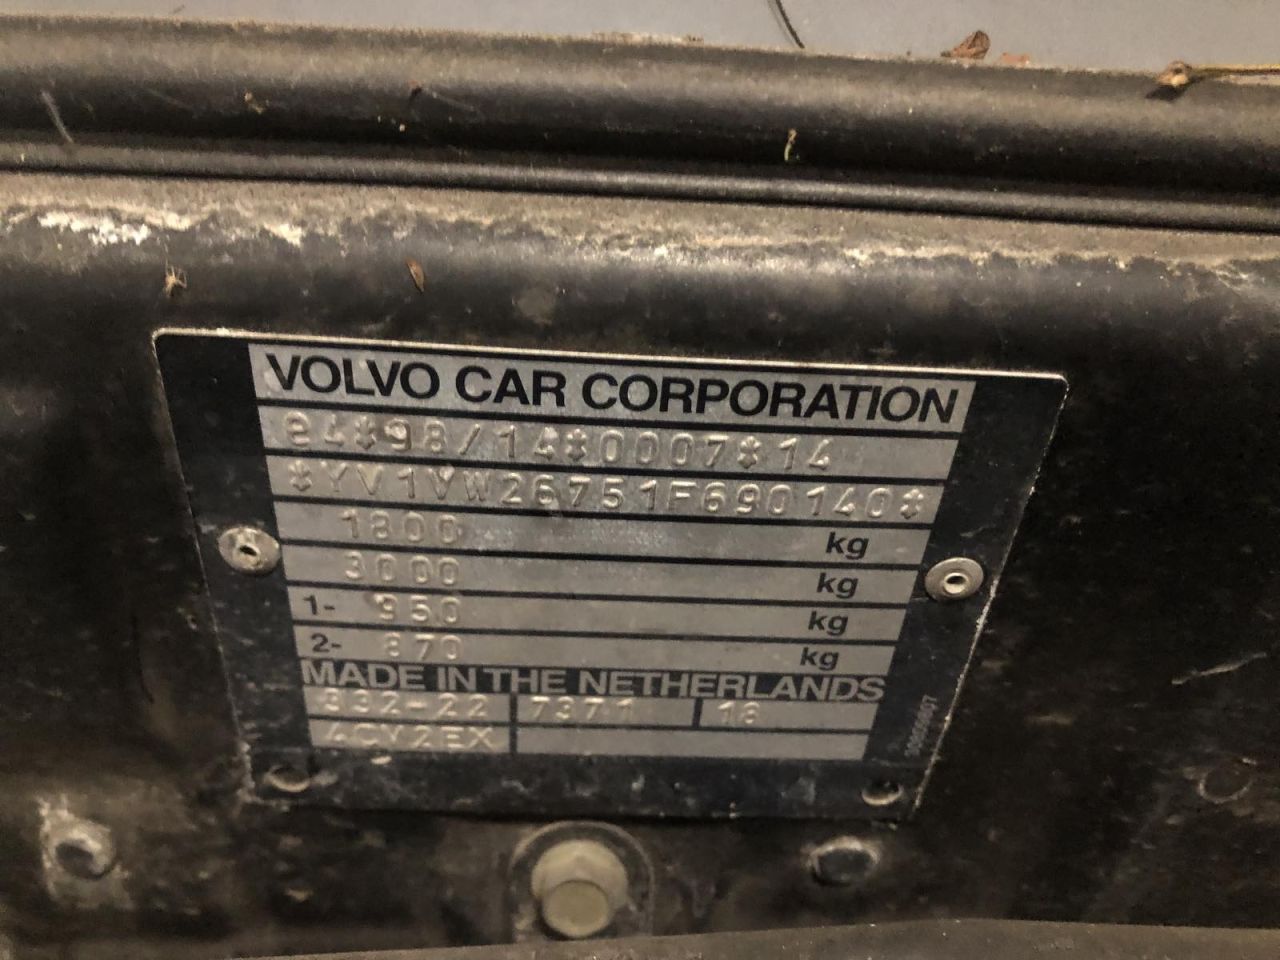 VOLVO CAR CORPORATION
e4*98/14*0007*14
*YV1VW26751F690140*
1800 kg
3000 kg
1- 950 kg
2- 870 kg
MADE IN THE NETHERLANDS
332-22 7371 18
4CY2EX